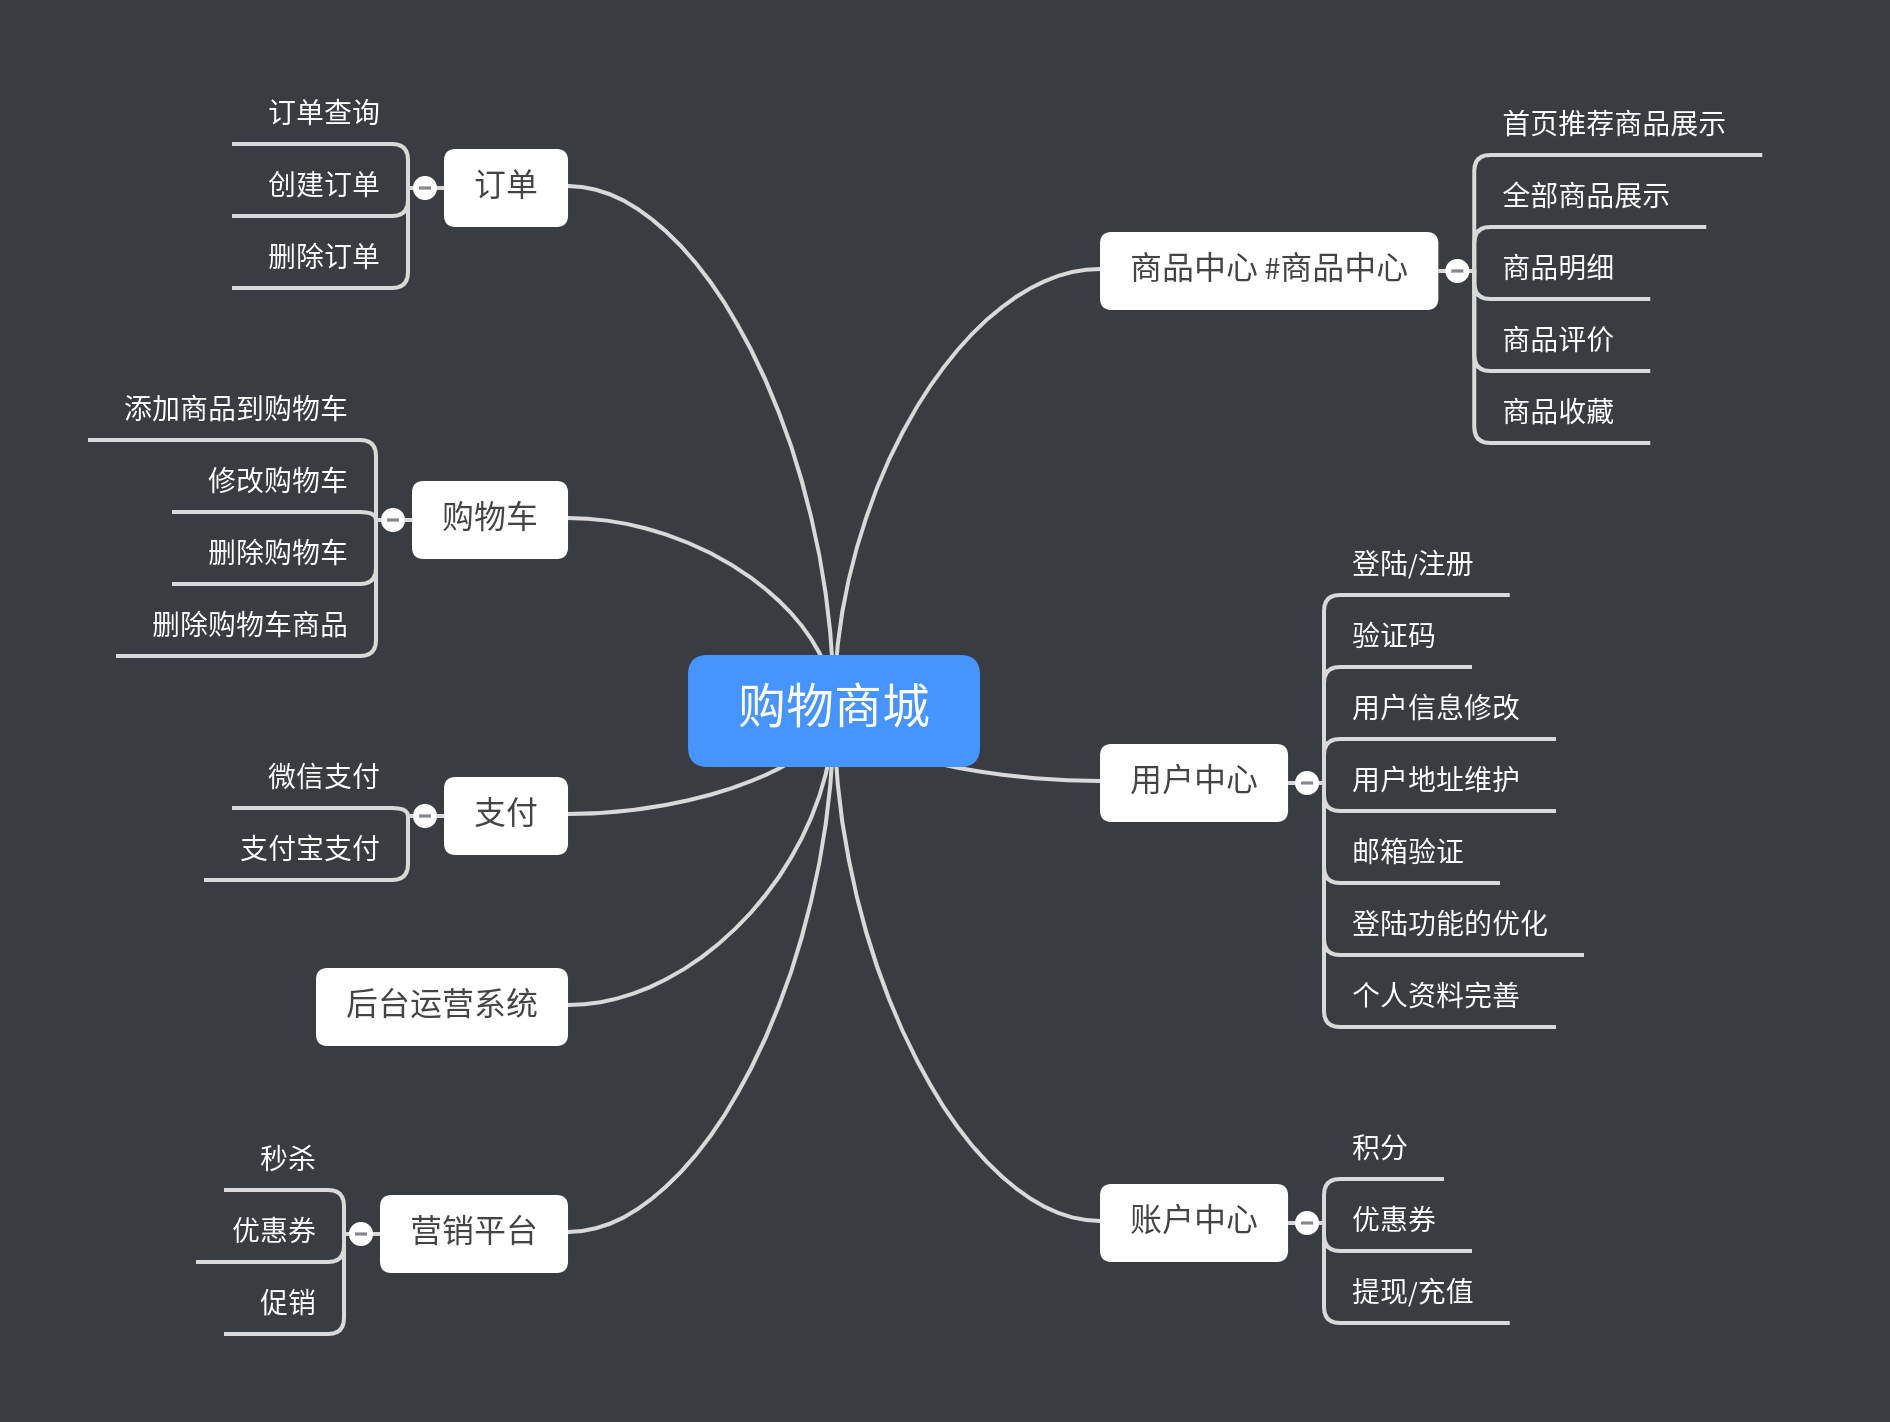 购物商城
订单
订单查询
创建订单
删除订单
购物车
添加商品到购物车
修改购物车
删除购物车
删除购物车商品
支付
微信支付
支付宝支付
后台运营系统
营销平台
秒杀
优惠券
促销
商品中心 #商品中心
首页推荐商品展示
全部商品展示
商品明细
商品评价
商品收藏
用户中心
登陆/注册
验证码
用户信息修改
用户地址维护
邮箱验证
登陆功能的优化
个人资料完善
账户中心
积分
优惠券
提现/充值